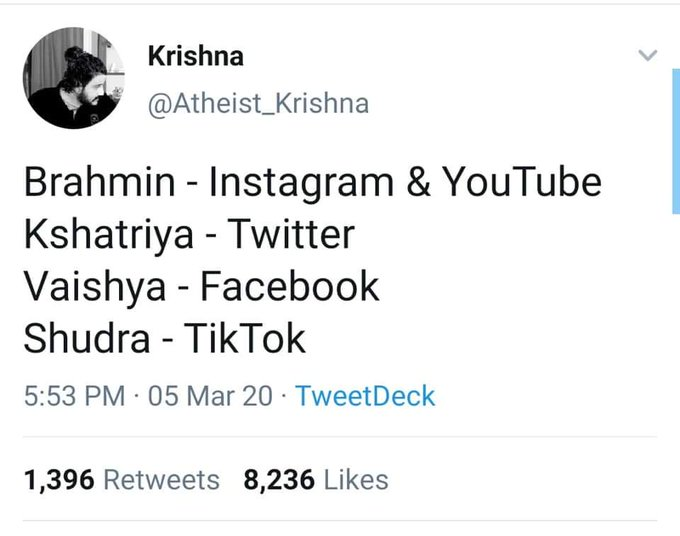 Krishna
@Atheist_Krishna
Brahmin - Instagram & YouTube
Kshatriya - Twitter
Vaishya - Facebook
Shudra - TikTok
5:53 PM · 05 Mar 20 · TweetDeck
1,396 Retweets 8,236 Likes